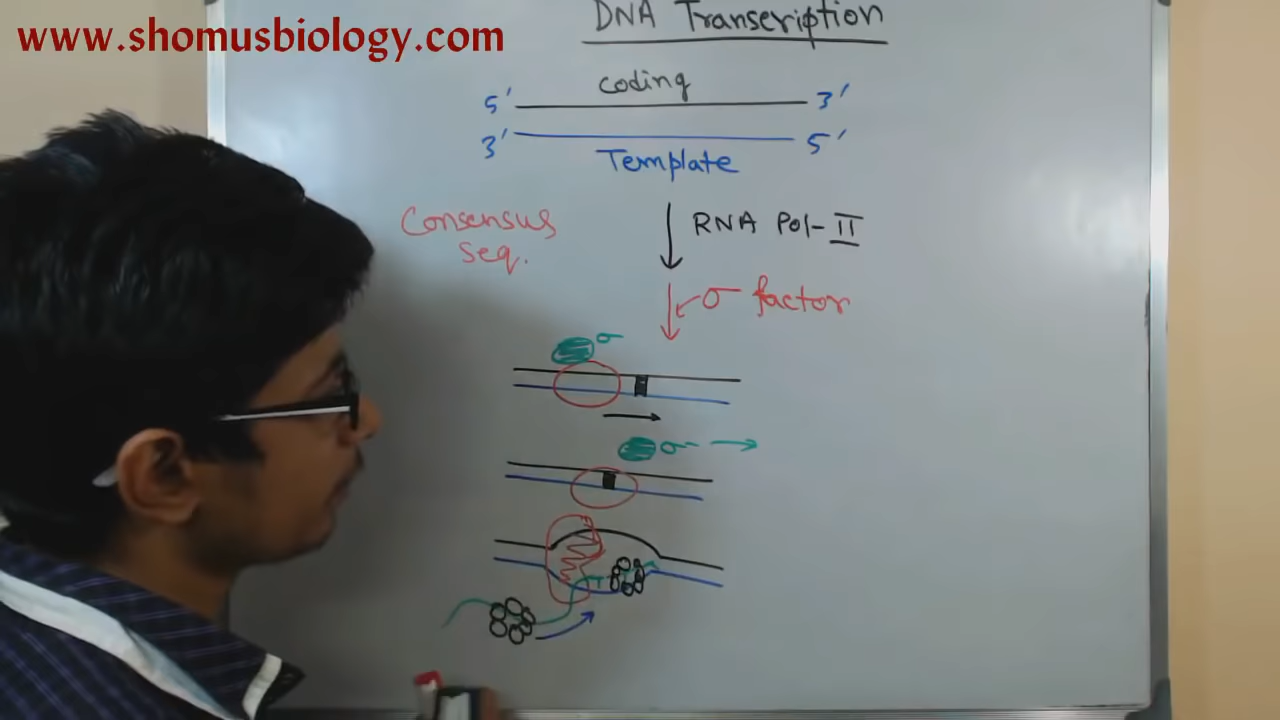 www.shomusbiology.com
DNA Transcription
5' coding 3'
3' 5'
Template
Consensus
seq.
RNA Pol-II
σ factor
σ
σ